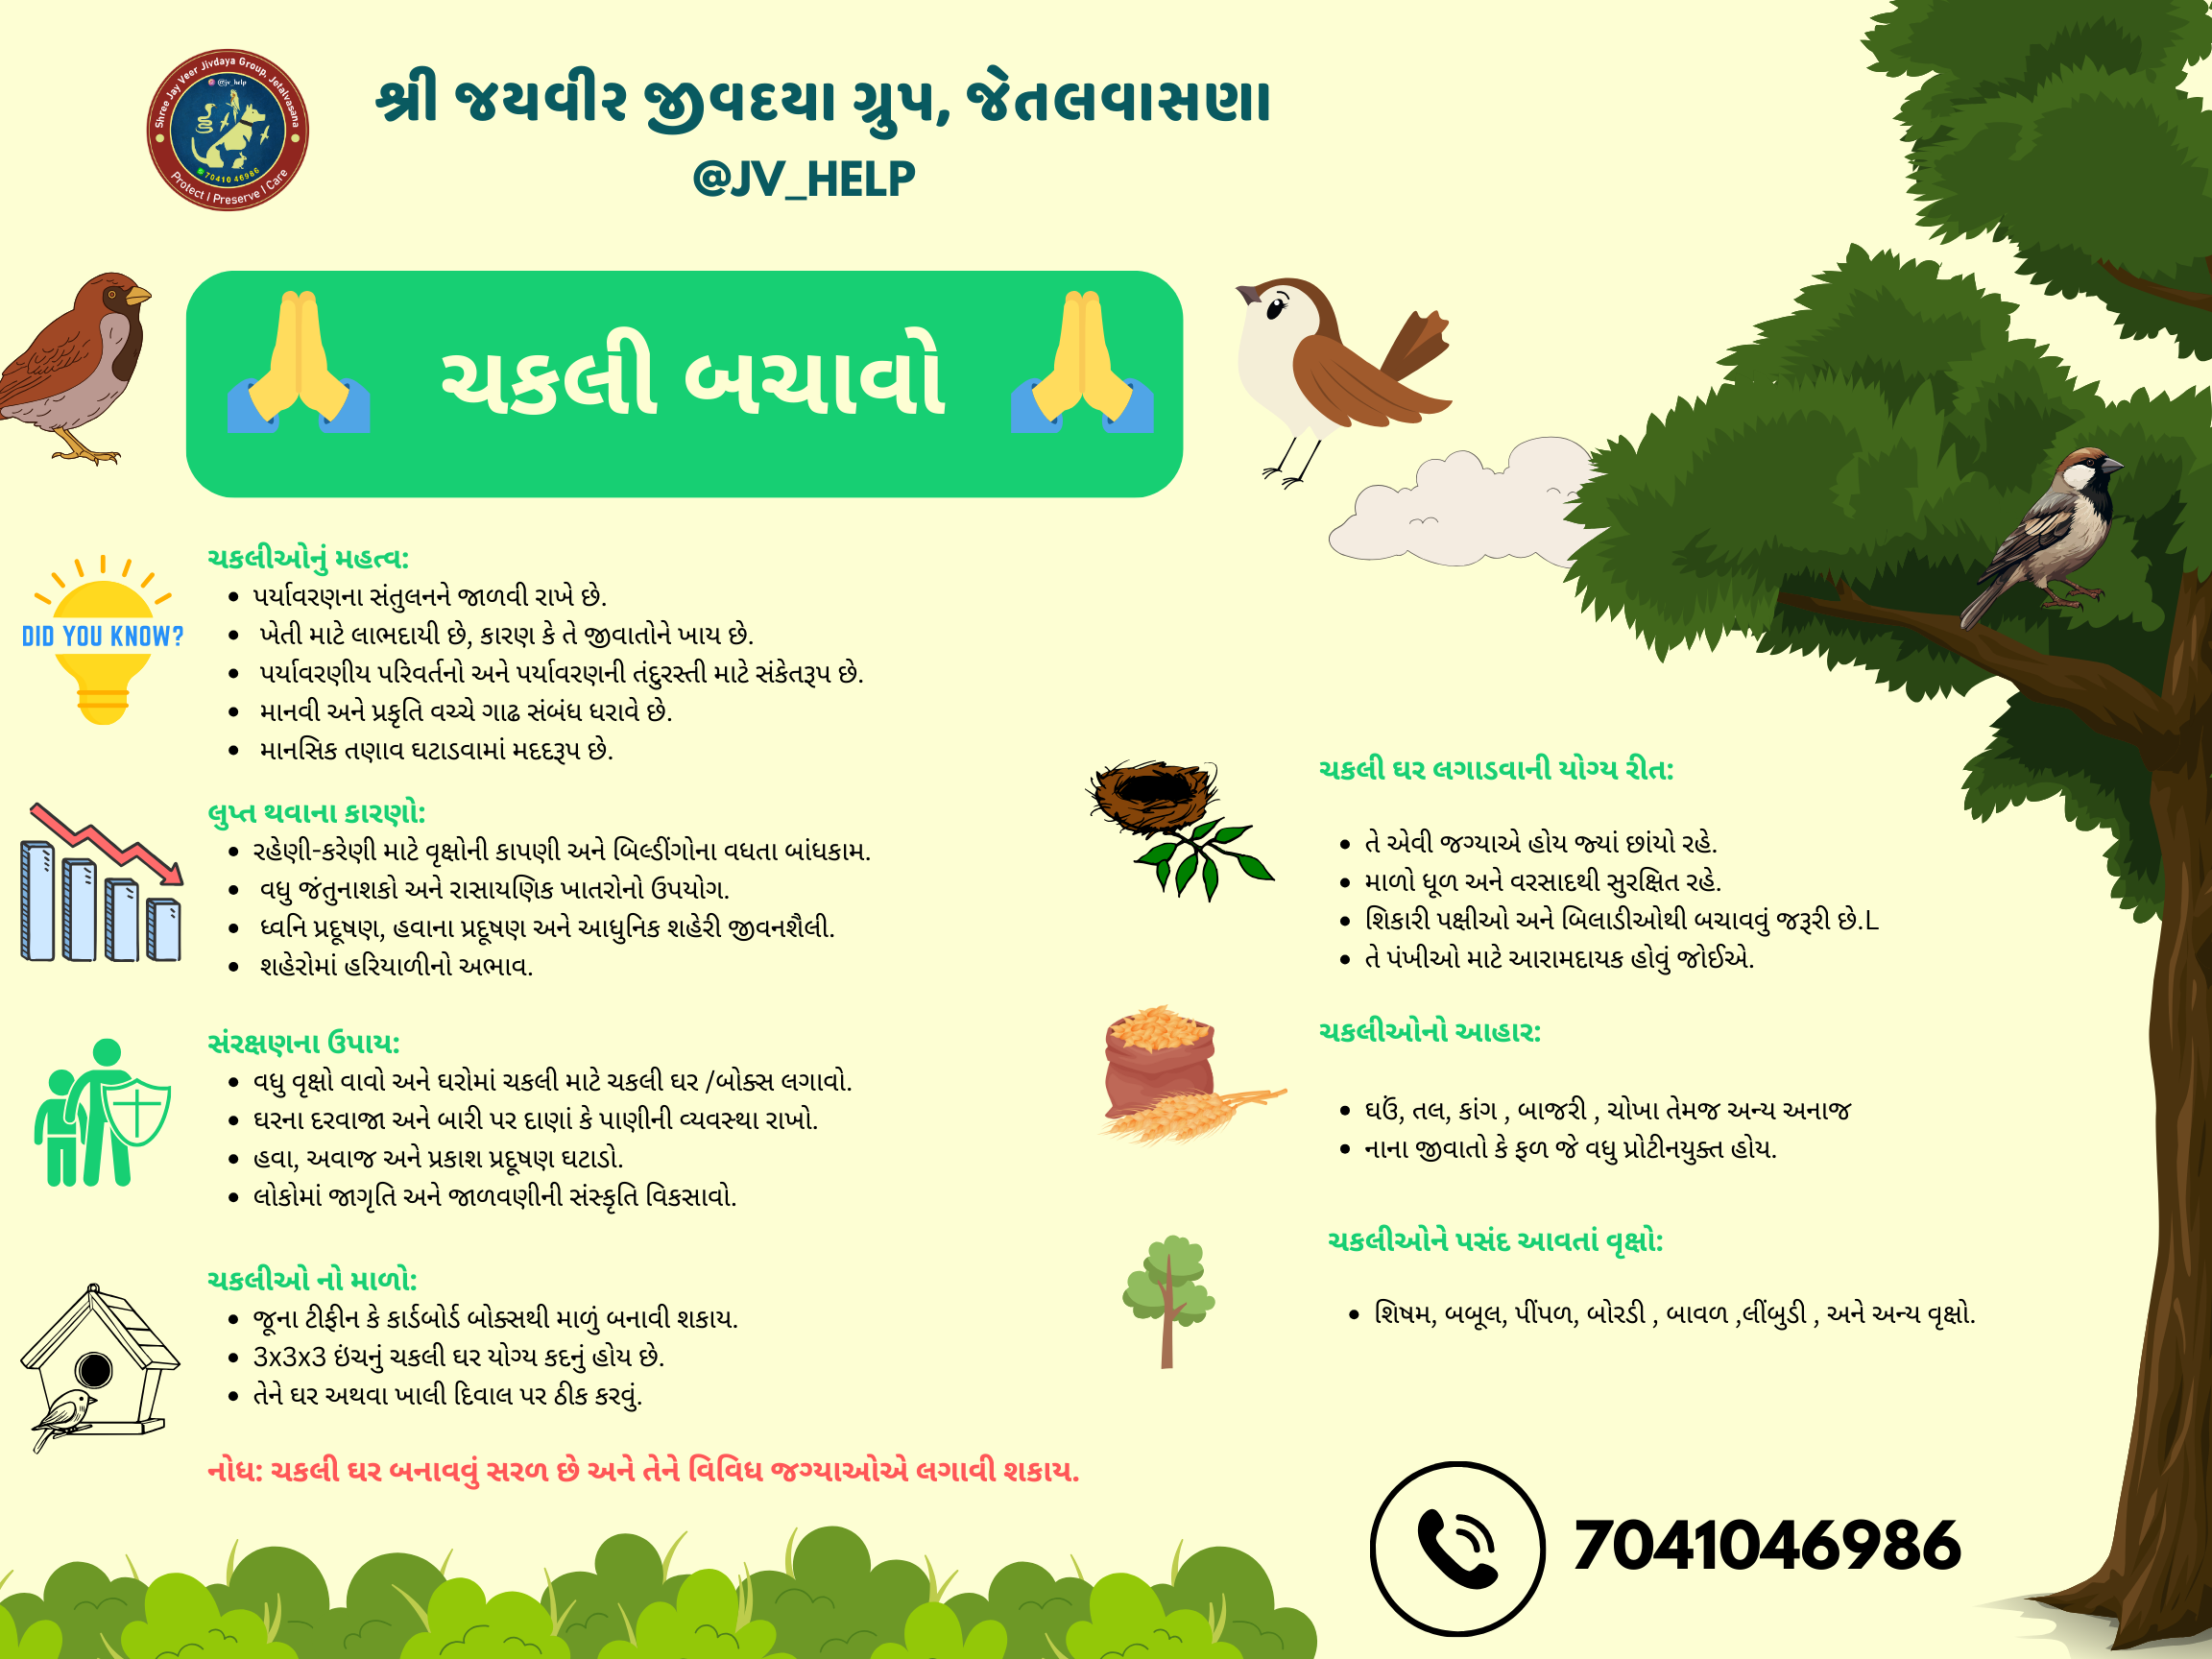 Shree Jay Veer Jivdaya Group, Jetalvasana
@jv_help
70410 46986
Protect | Preserve | Care
શ્રી જયવીર જીવદયા ગ્રુપ, જેતલવાસણા
@JV_HELP
ચકલી બચાવો
DID YOU KNOW?
ચકલીઓનું મહત્વ:
• પર્યાવરણના સંતુલનને જાળવી રાખે છે.
• ખેતી માટે લાભદાયી છે, કારણ કે તે જીવાતોને ખાય છે.
• પર્યાવરણીય પરિવર્તનો અને પર્યાવરણની તંદુરસ્તી માટે સંકેતરૂપ છે.
• માનવી અને પ્રકૃતિ વચ્ચે ગાઢ સંબંધ ધરાવે છે.
• માનસિક તણાવ ઘટાડવામાં મદદરૂપ છે.
લુપ્ત થવાના કારણો:
• રહેણી-કરેણી માટે વૃક્ષોની કાપણી અને બિલ્ડીંગોના વધતા બાંધકામ.
• વધુ જંતુનાશકો અને રાસાયણિક ખાતરોનો ઉપયોગ.
• ધ્વનિ પ્રદૂષણ, હવાના પ્રદૂષણ અને આધુનિક શહેરી જીવનશૈલી.
• શહેરોમાં હરિયાળીનો અભાવ.
સંરક્ષણના ઉપાય:
• વધુ વૃક્ષો વાવો અને ઘરોમાં ચકલી માટે ચકલી ઘર /બોક્સ લગાવો.
• ઘરના દરવાજા અને બારી પર દાણાં કે પાણીની વ્યવસ્થા રાખો.
• હવા, અવાજ અને પ્રકાશ પ્રદૂષણ ઘટાડો.
• લોકોમાં જાગૃતિ અને જાળવણીની સંસ્કૃતિ વિકસાવો.
ચકલીઓ નો માળો:
• જૂના ટીફીન કે કાર્ડબોર્ડ બોક્સથી માળું બનાવી શકાય.
• 3x3x3 ઇંચનું ચકલી ઘર યોગ્ય કદનું હોય છે.
• તેને ઘર અથવા ખાલી દિવાલ પર ઠીક કરવું.
નોધ: ચકલી ઘર બનાવવું સરળ છે અને તેને વિવિધ જગ્યાઓએ લગાવી શકાય.
ચકલી ઘર લગાડવાની યોગ્ય રીત:
• તે એવી જગ્યાએ હોય જ્યાં છાંયો રહે.
• માળો ધૂળ અને વરસાદથી સુરક્ષિત રહે.
• શિકારી પક્ષીઓ અને બિલાડીઓથી બચાવવું જરૂરી છે.L
• તે પંખીઓ માટે આરામદાયક હોવું જોઈએ.
ચકલીઓનો આહાર:
• ઘઉં, તલ, કાંગ , બાજરી , ચોખા તેમજ અન્ય અનાજ
• નાના જીવાતો કે ફળ જે વધુ પ્રોટીનયુક્ત હોય.
ચકલીઓને પસંદ આવતાં વૃક્ષો:
• શિષમ, બબૂલ, પીંપળ, બોરડી , બાવળ ,લીંબુડી , અને અન્ય વૃક્ષો.
7041046986